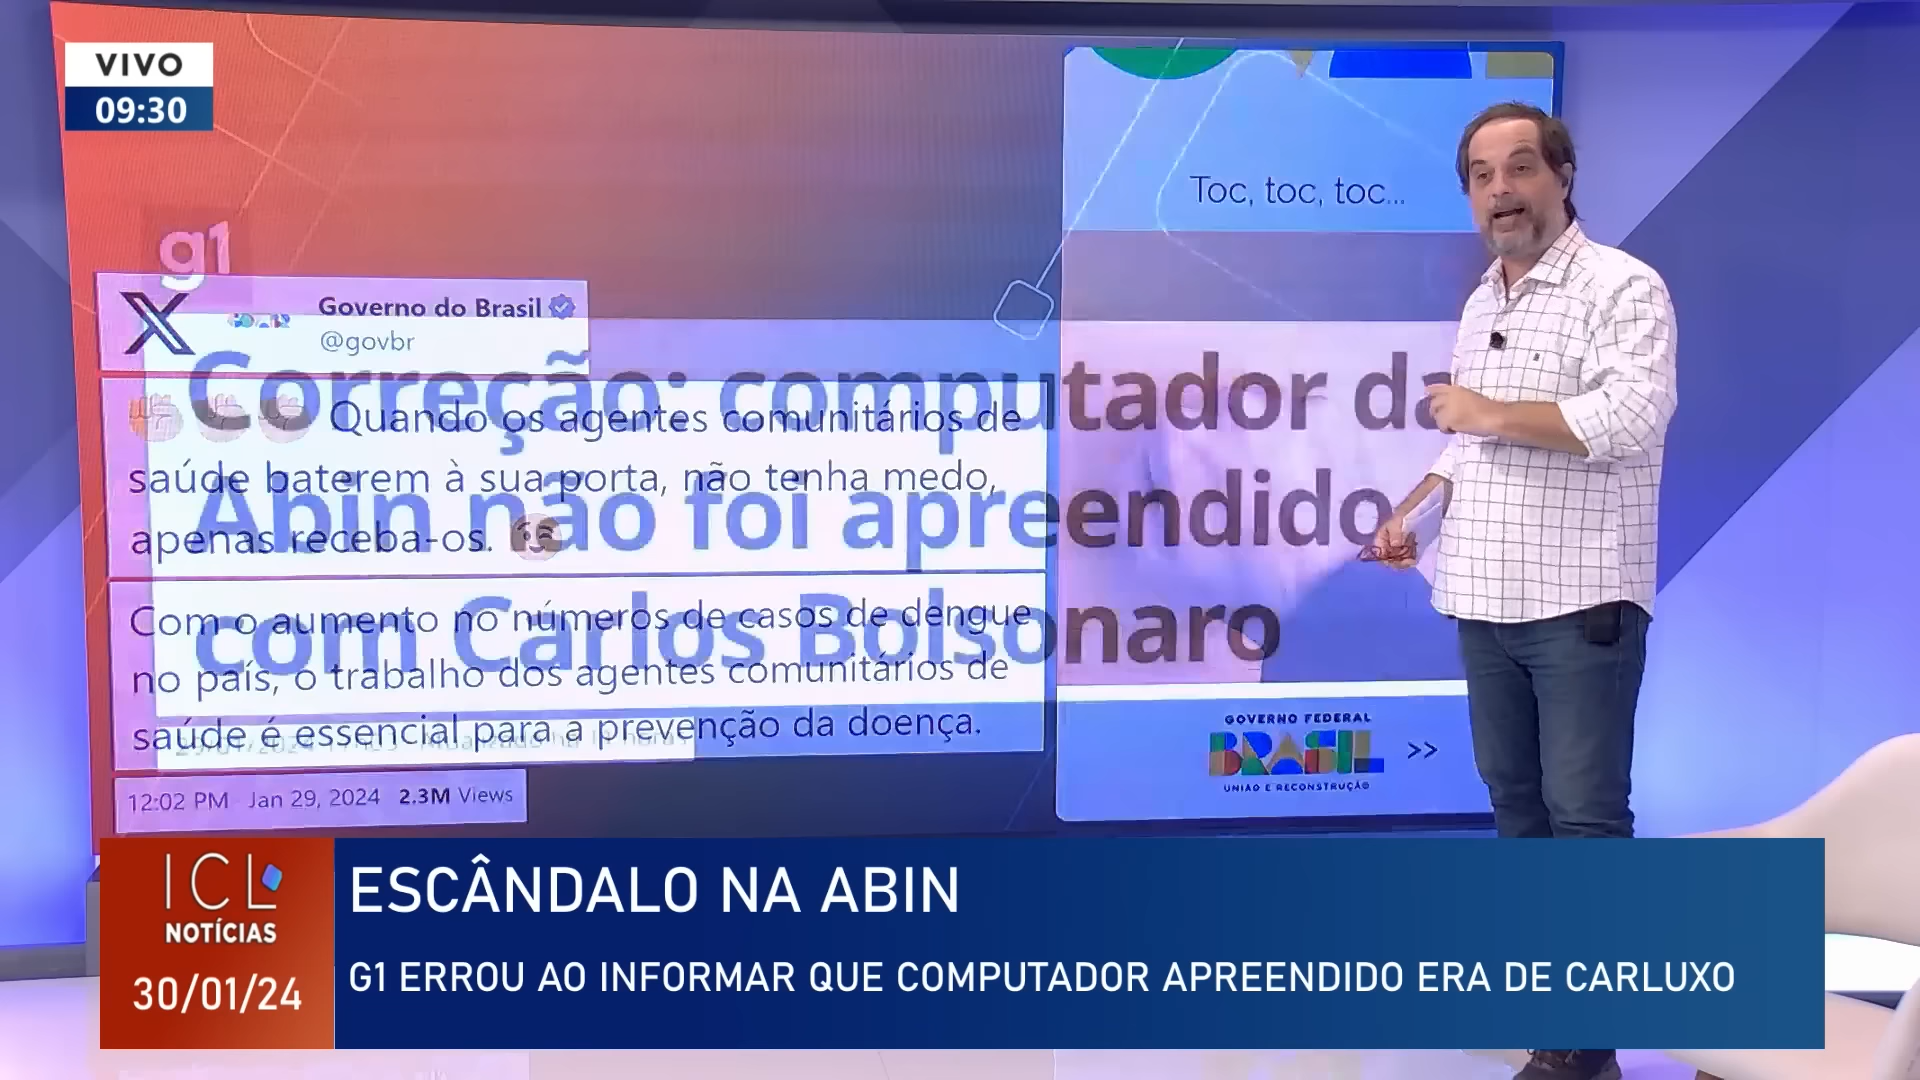 VIVO
09:30
Toc, toc, toc...
g1
Governo do Brasil
@govbr
Correção: computador da
Abin não foi apreendido
com Carlos Bolsonaro
Quando os agentes comunitários de
saúde baterem à sua porta, não tenha medo,
apenas receba-os.
Com o aumento no números de casos de dengue
no país, o trabalho dos agentes comunitários de
saúde é essencial para a prevenção da doença.
12:02 PM Jan 29, 2024 2.3M Views
GOVERNO FEDERAL
BRASIL
UNIÃO E RECONSTRUÇÃO
>>
ICL
NOTÍCIAS
30/01/24
ESCÂNDALO NA ABIN
G1 ERROU AO INFORMAR QUE COMPUTADOR APREENDIDO ERA DE CARLUXO